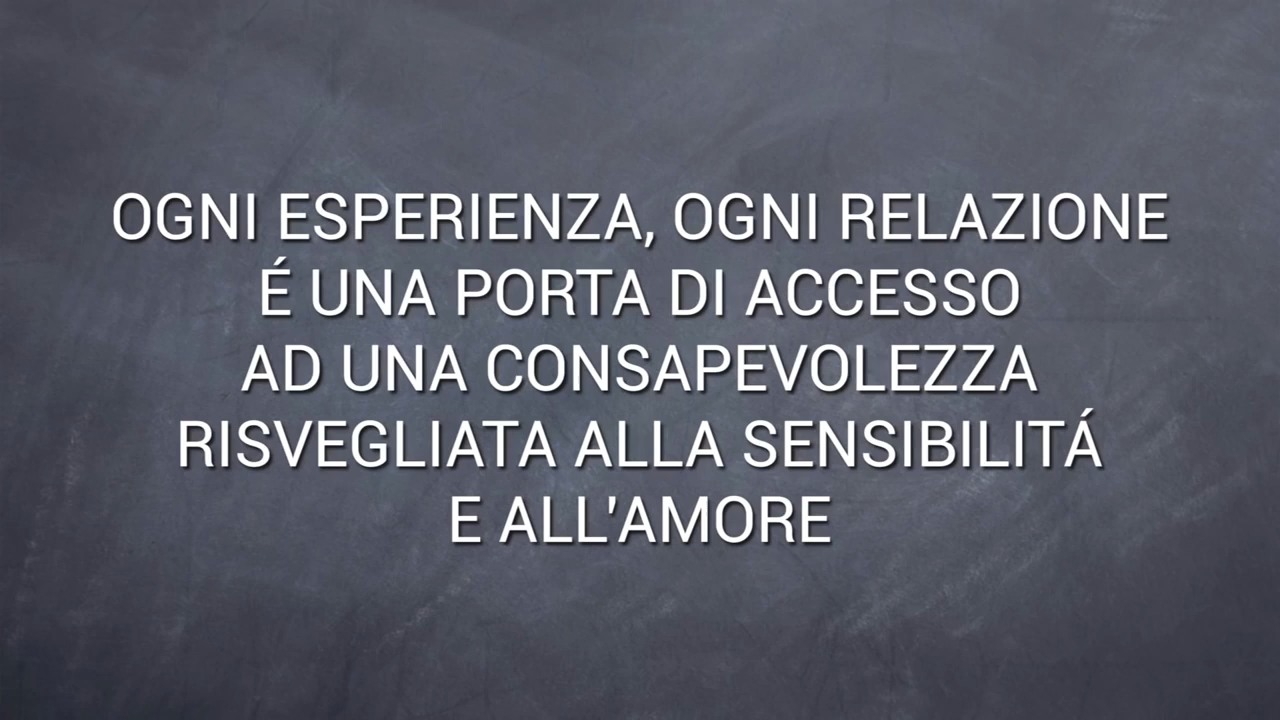 OGNI ESPERIENZA, OGNI RELAZIONE
É UNA PORTA DI ACCESSO
AD UNA CONSAPEVOLEZZA
RISVEGLIATA ALLA SENSIBILITÁ
E ALL'AMORE